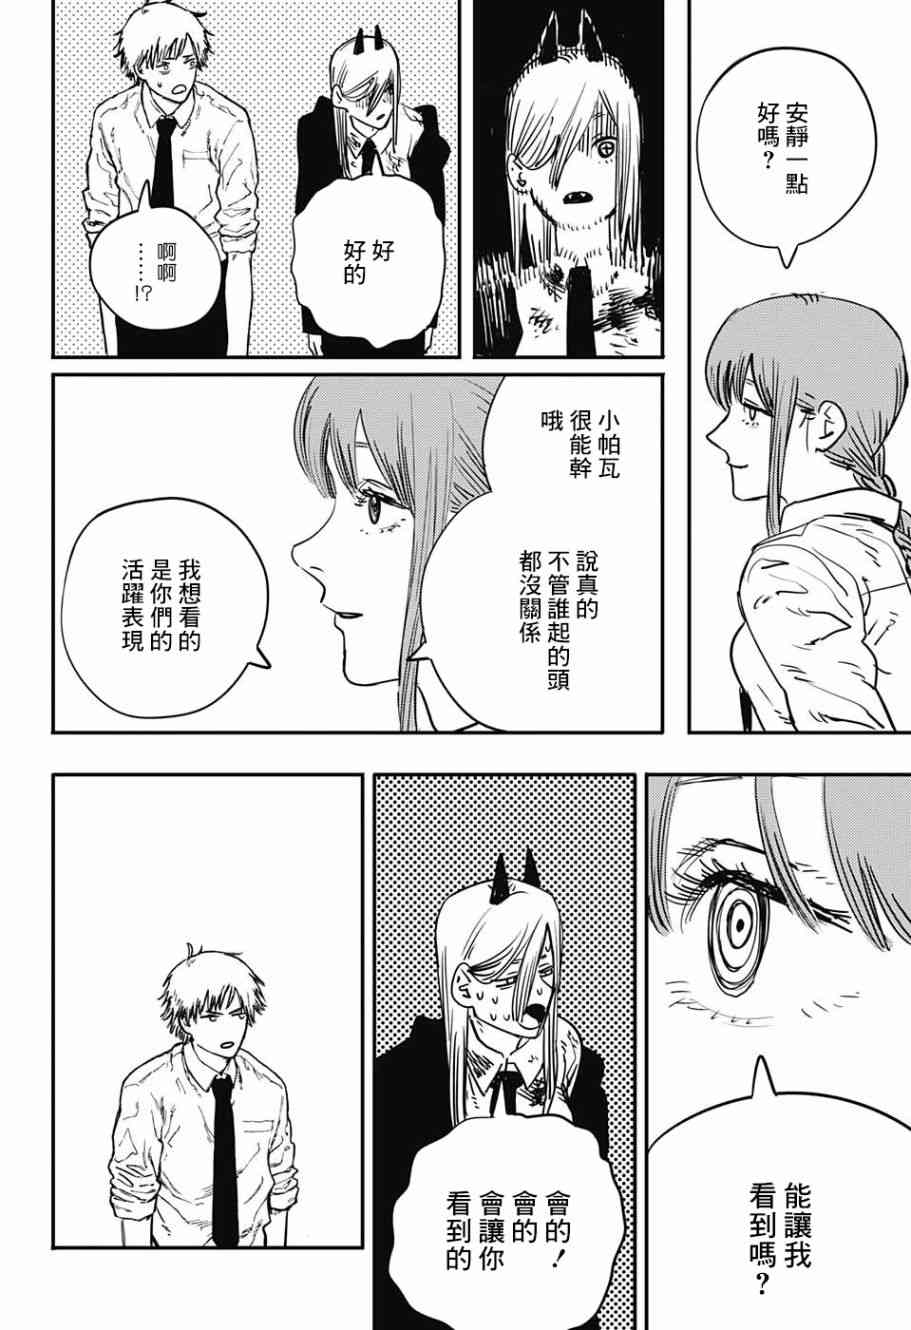 安靜一點
好嗎？
好
好的
啊啊
……!?
小帕瓦
很能幹
哦
說真的
不管誰起的頭
都沒關係
我想看的
是你們的
活躍表現
能讓我
看到嗎？
會的！
會的
會讓你
看到的